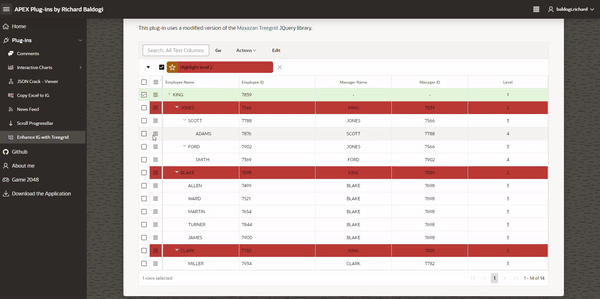 APEX Plug-ins by Richard Baldogi
baldogi.richard
Home
Plug-ins
Comments
Interactive Charts
JSON Crack - Viewer
Copy Excel to IG
News Feed
Scroll ProgressBar
Enhance IG with Treegrid
Github
About me
Game 2048
Download the Application
This plug-in uses a modified version of the Maxazan Treegrid JQuery library.
Search: All Text Columns Go Actions Edit
Highlight level 2
Employee Name Employee ID Manager Name Manager ID Level
KING 7839 - - 1
JONES 7566 KING 7839 2
SCOTT 7788 JONES 7566 3
ADAMS 7876 SCOTT 7788 4
FORD 7902 JONES 7566 3
SMITH 7369 FORD 7902 4
BLAKE 7698 KING 7839 2
ALLEN 7499 BLAKE 7698 3
WARD 7521 BLAKE 7698 3
MARTIN 7654 BLAKE 7698 3
TURNER 7844 BLAKE 7698 3
JAMES 7900 BLAKE 7698 3
CLARK 7782 KING 7839 2
MILLER 7934 CLARK 7782 3
1 rows selected 1 1 - 14 of 14